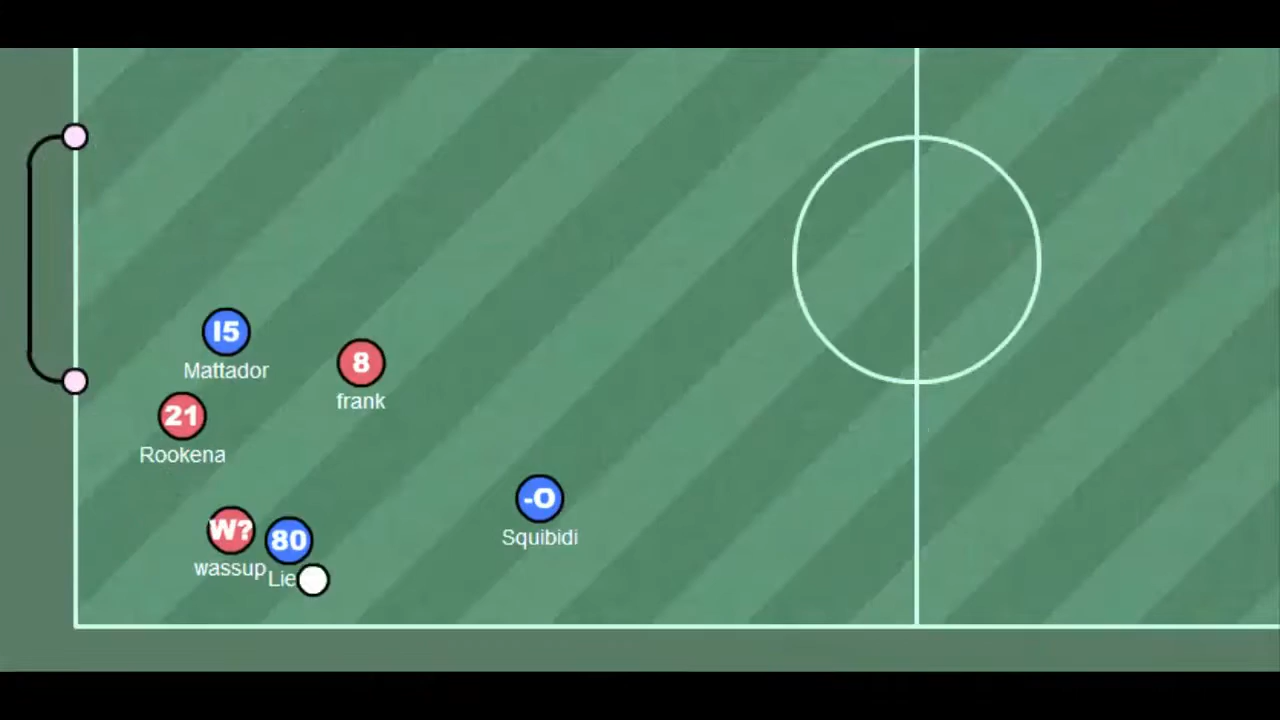 I5
Mattador
8
frank
21
Rookena
-O
Squibidi
W?
wassup
80
Lie